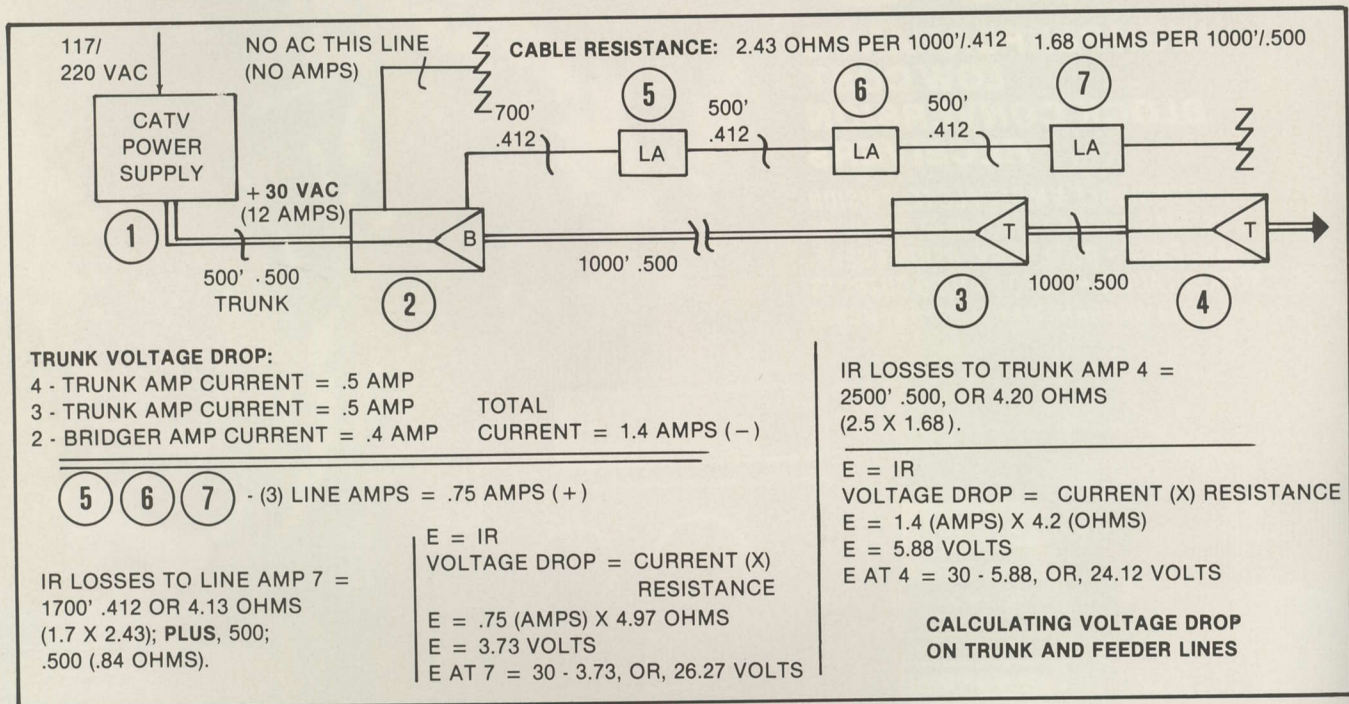 117/
220 VAC
NO AC THIS LINE
(NO AMPS)
CABLE RESISTANCE: 2.43 OHMS PER 1000'/.412 1.68 OHMS PER 1000'/.500
CATV
POWER
SUPPLY
+ 30 VAC
(12 AMPS)
1
500' .500
TRUNK
B
2
700'
.412
5
LA
500'
.412
6
LA
500'
.412
7
LA
1000' .500
T
3
1000' .500
T
4
TRUNK VOLTAGE DROP:
4 - TRUNK AMP CURRENT = .5 AMP
3 - TRUNK AMP CURRENT = .5 AMP
2 - BRIDGER AMP CURRENT = .4 AMP
TOTAL
CURRENT = 1.4 AMPS (−)
5 6 7 - (3) LINE AMPS = .75 AMPS (+)
IR LOSSES TO LINE AMP 7 =
1700' .412 OR 4.13 OHMS
(1.7 X 2.43); PLUS, 500;
.500 (.84 OHMS).
E = IR
VOLTAGE DROP = CURRENT (X)
RESISTANCE
E = .75 (AMPS) X 4.97 OHMS
E = 3.73 VOLTS
E AT 7 = 30 - 3.73, OR, 26.27 VOLTS
IR LOSSES TO TRUNK AMP 4 =
2500' .500, OR 4.20 OHMS
(2.5 X 1.68).
E = IR
VOLTAGE DROP = CURRENT (X) RESISTANCE
E = 1.4 (AMPS) X 4.2 (OHMS)
E = 5.88 VOLTS
E AT 4 = 30 - 5.88, OR, 24.12 VOLTS
CALCULATING VOLTAGE DROP
ON TRUNK AND FEEDER LINES